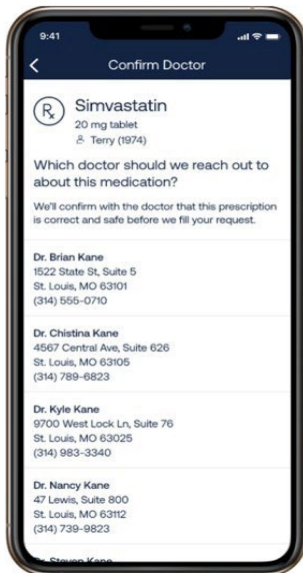 9:41
Confirm Doctor
Rx
Simvastatin
20 mg tablet
Terry (1974)
Which doctor should we reach out to
about this medication?
We'll confirm with the doctor that this prescription
is correct and safe before we fill your request.
Dr. Brian Kane
1522 State St, Suite 5
St. Louis, MO 63101
(314) 555-0710
Dr. Chistina Kane
4567 Central Ave, Suite 626
St. Louis, MO 63105
(314) 789-6823
Dr. Kyle Kane
9700 West Lock Ln, Suite 76
St. Louis, MO 63025
(314) 983-3340
Dr. Nancy Kane
47 Lewis, Suite 800
St. Louis, MO 63112
(314) 739-9823
Dr. Steven Kane